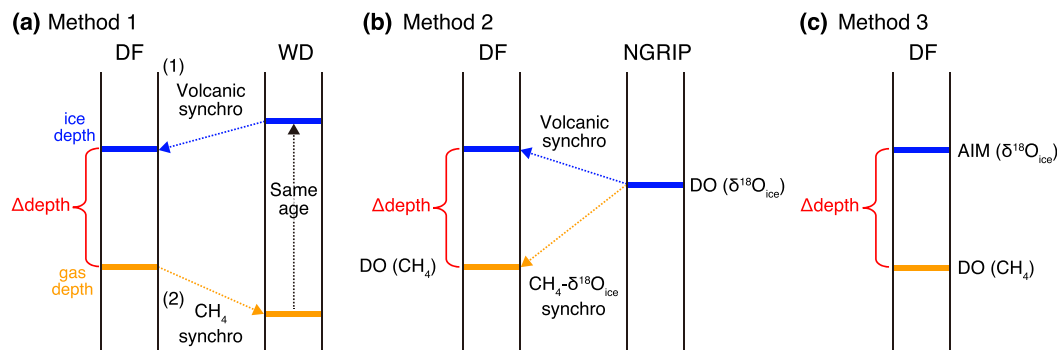 (a) Method 1
DF
WD
(1)
Volcanic
synchro
ice
depth
Δdepth
Same
age
gas
depth
(2)
CH₄
synchro
(b) Method 2
DF
NGRIP
Volcanic
synchro
DO (δ¹⁸Oᵢcₑ)
Δdepth
DO (CH₄)
CH₄-δ¹⁸Oᵢcₑ
synchro
(c) Method 3
DF
AIM (δ¹⁸Oᵢcₑ)
Δdepth
DO (CH₄)